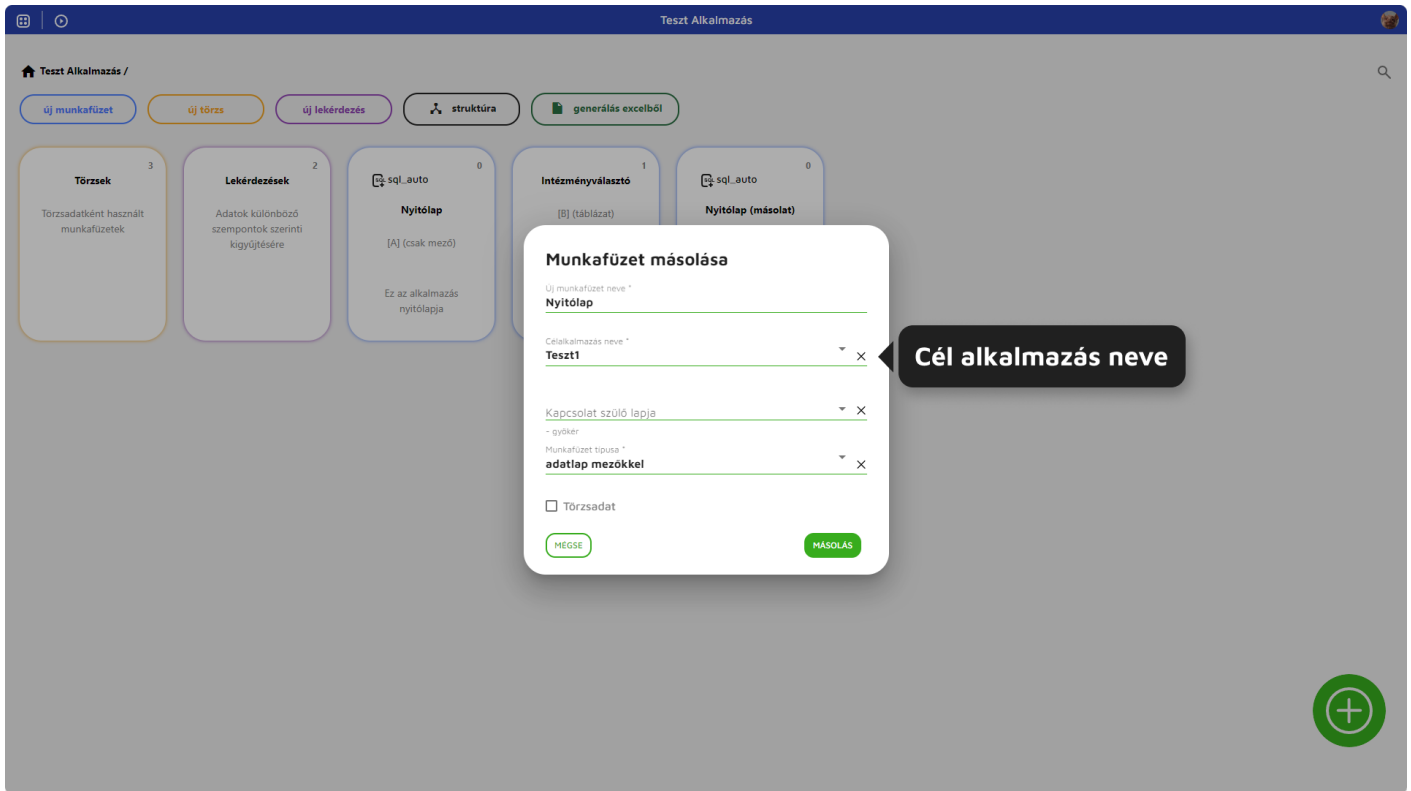 Teszt Alkalmazás
Teszt Alkalmazás /
új munkafüzet
új törzs
új lekérdezés
struktúra
generálás excelből
3
Törzsek
Törzsadatként használt
munkafüzetek
2
Lekérdezések
Adatok különböző
szempontok szerinti
kigyűjtésére
0
sql_auto
Nyitólap
[A] (csak mező)
Ez az alkalmazás
nyitólapja
1
Intézményválasztó
[B] (táblázat)
0
sql_auto
Nyitólap (másolat)
Munkafüzet másolása
Új munkafüzet neve *
Nyitólap
Célalkalmazás neve *
Teszt1
Kapcsolat szülő lapja
- gyökér
Munkafüzet típusa *
adatlap mezőkkel
Törzsadat
MÉGSE
MÁSOLÁS
Cél alkalmazás neve